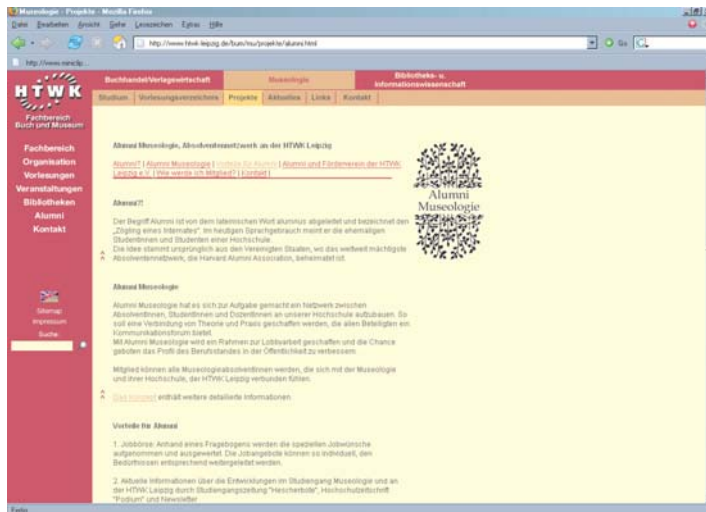 Museologie - Projekte - Mozilla Firefox
Datei Bearbeiten Ansicht Gehe Lesezeichen Extras Hilfe
http://www.htwk-leipzig.de/bum/mu/projekte/alumni.html
Go
http://www.miniclip...
HTWK
Fachbereich
Buch und Museum
Fachbereich
Organisation
Vorlesungen
Veranstaltungen
Bibliotheken
Alumni
Kontakt
Sitemap
Impressum
Suche:
Buchhandel/Verlagswirtschaft Museologie Bibliotheks- u.
Informationswissenschaft
Studium Vorlesungsverzeichnis Projekte Aktuelles Links Kontakt
Alumni Museologie, Absolventennetzwerk an der HTWK Leipzig
Alumni? | Alumni Museologie | Vorteile für Alumni | Alumni und Förderverein der HTWK
Leipzig e.V. | Wie werde ich Mitglied? | Kontakt |
Alumni
Museologie
Alumni?!
Der Begriff Alumni ist von dem lateinischen Wort alumnus abgeleitet und bezeichnet den
„Zögling eines Internates“. Im heutigen Sprachgebrauch meint er die ehemaligen
Studentinnen und Studenten einer Hochschule.
Die Idee stammt ursprünglich aus den Vereinigten Staaten, wo das weltweit mächtigste
Absolventennetzwerk, die Harvard Alumni Association, beheimatet ist.
Alumni Museologie
Alumni Museologie hat es sich zur Aufgabe gemacht ein Netzwerk zwischen
AbsolventInnen, StudentInnen und DozentInnen an unserer Hochschule aufzubauen. So
soll eine Verbindung von Theorie und Praxis geschaffen werden, die allen Beteiligten ein
Kommunikationsforum bietet.
Mit Alumni Museologie wird ein Rahmen zur Lobbyarbeit geschaffen und die Chance
geboten das Profil des Berufsstandes in der Öffentlichkeit zu verbessern.
Mitglied können alle MuseologieabsolventInnen werden, die sich mit der Museologie
und ihrer Hochschule, der HTWK Leipzig verbunden fühlen.
Das Konzept enthält weitere detailierte Informationen.
Vorteile für Alumni
1. Jobbörse: Anhand eines Fragebogens werden die speziellen Jobwünsche
aufgenommen und ausgewertet. Die Jobangebote können so individuell, den
Bedürfnissen entsprechend weitergeleitet werden.
2. Aktuelle Informationen über die Entwicklungen im Studiengang Museologie und an
der HTWK Leipzig durch Studiengangszeitung "Hescherbote", Hochschulzeitschrift
"Podium" und Newsletter
Fertig